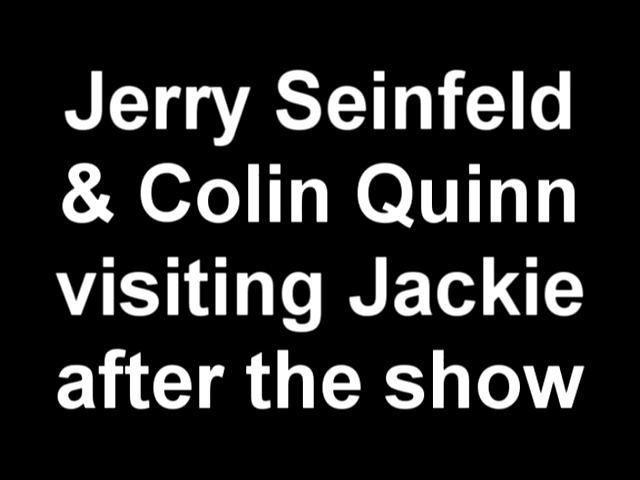 Jerry Seinfeld
& Colin Quinn
visiting Jackie
after the show